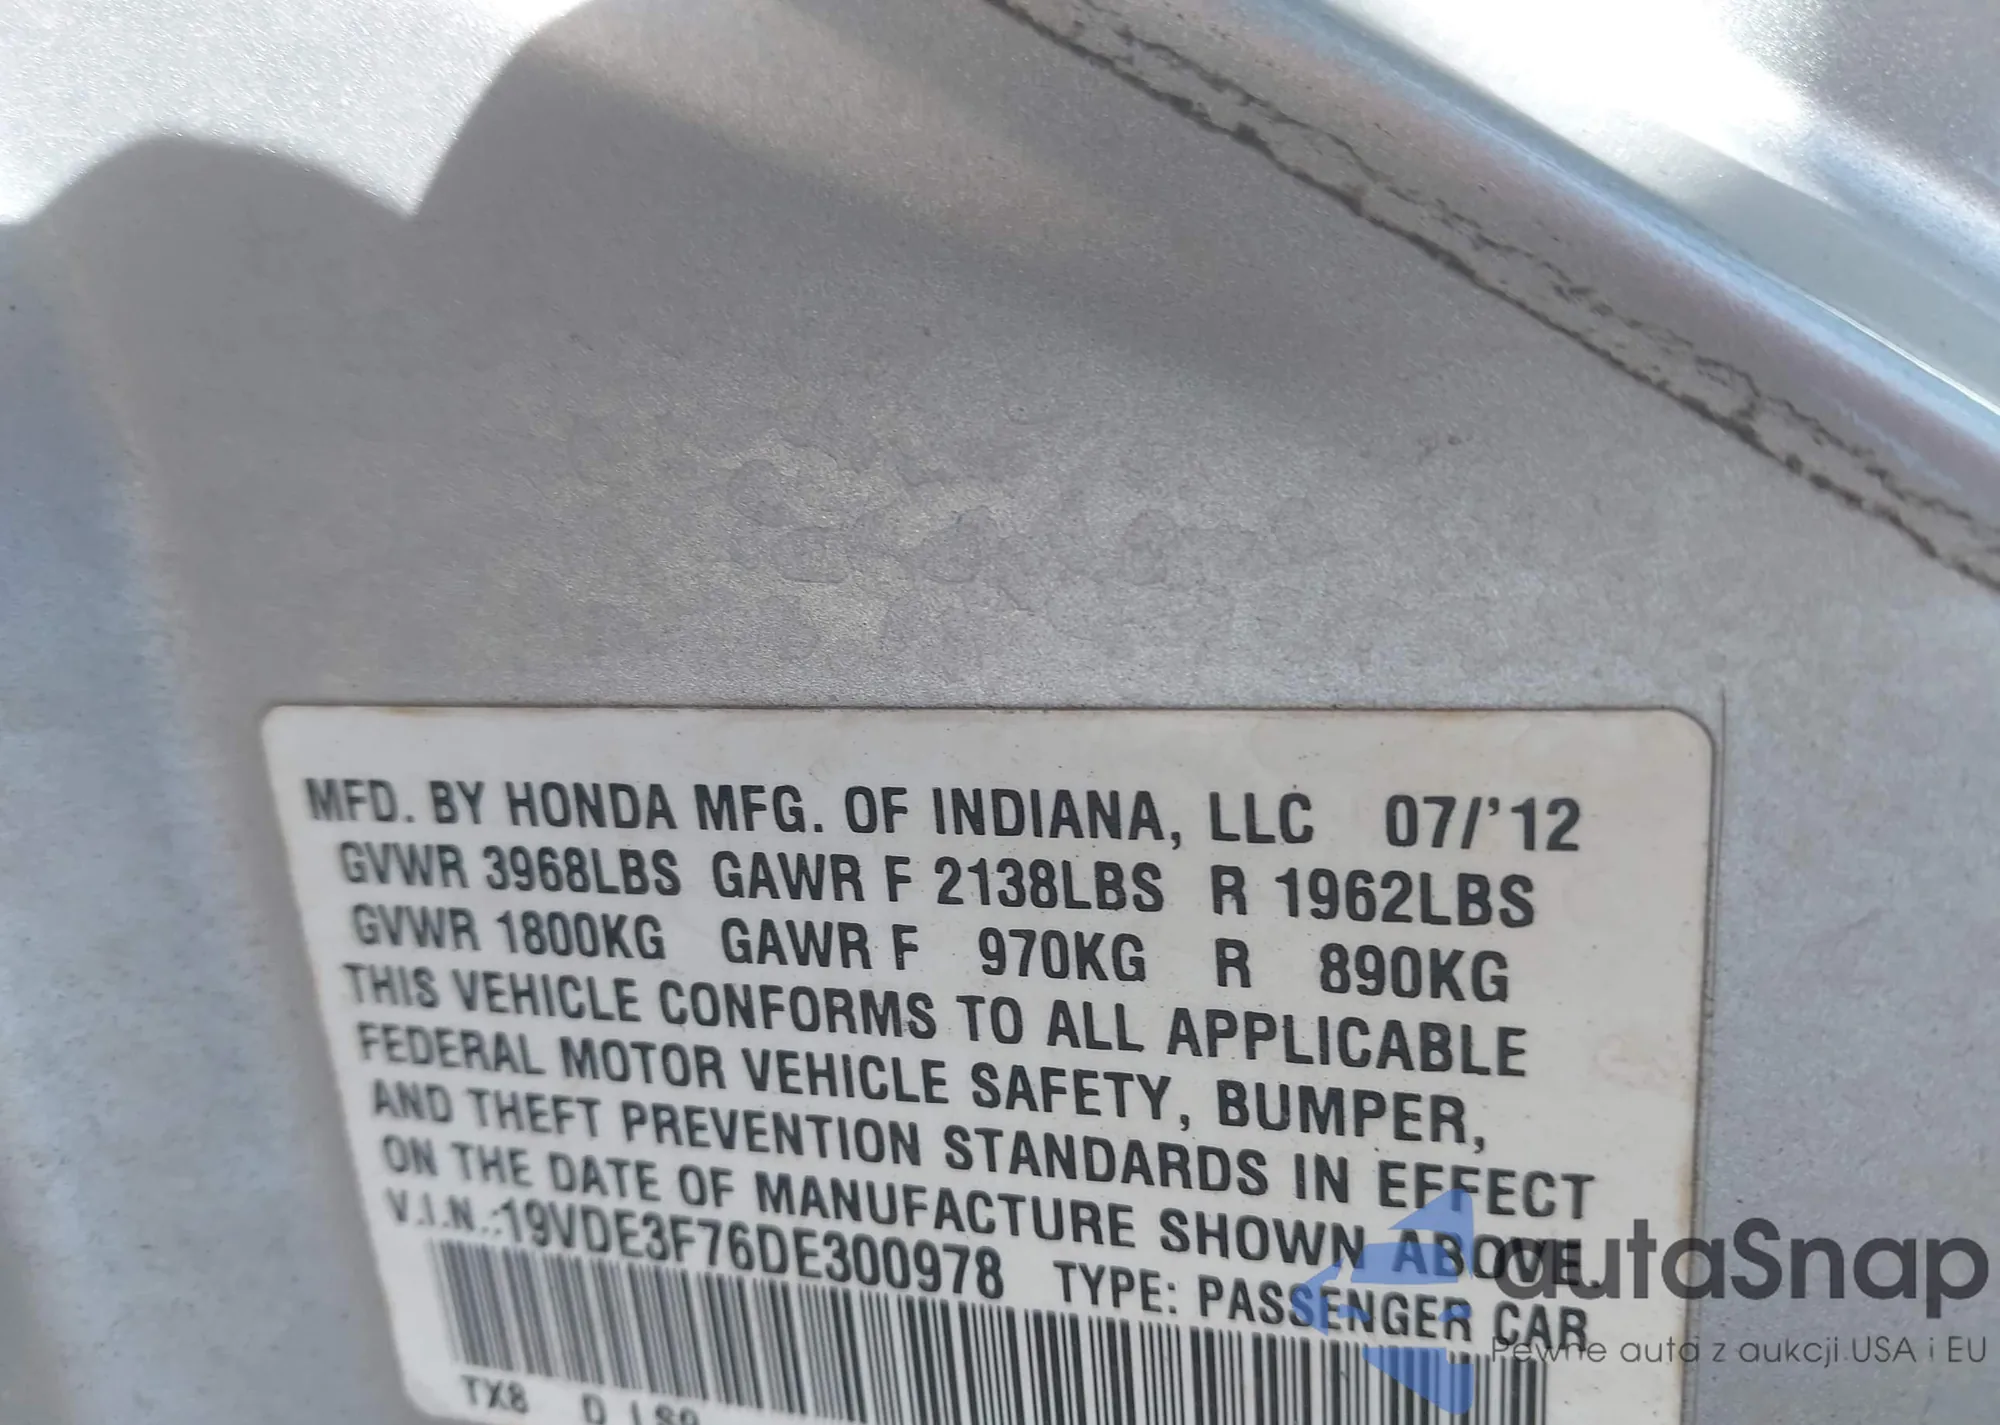 MFD. BY HONDA MFG. OF INDIANA, LLC 07/'12
GVWR 3968LBS GAWR F 2138LBS R 1962LBS
GVWR 1800KG GAWR F 970KG R 890KG
THIS VEHICLE CONFORMS TO ALL APPLICABLE
FEDERAL MOTOR VEHICLE SAFETY, BUMPER,
AND THEFT PREVENTION STANDARDS IN EFFECT
ON THE DATE OF MANUFACTURE SHOWN ABOVE.
V.I.N.:19VDE3F76DE300978 TYPE: PASSENGER CAR
TX8 D
autaSnap
Pewne auta z aukcji USA i EU